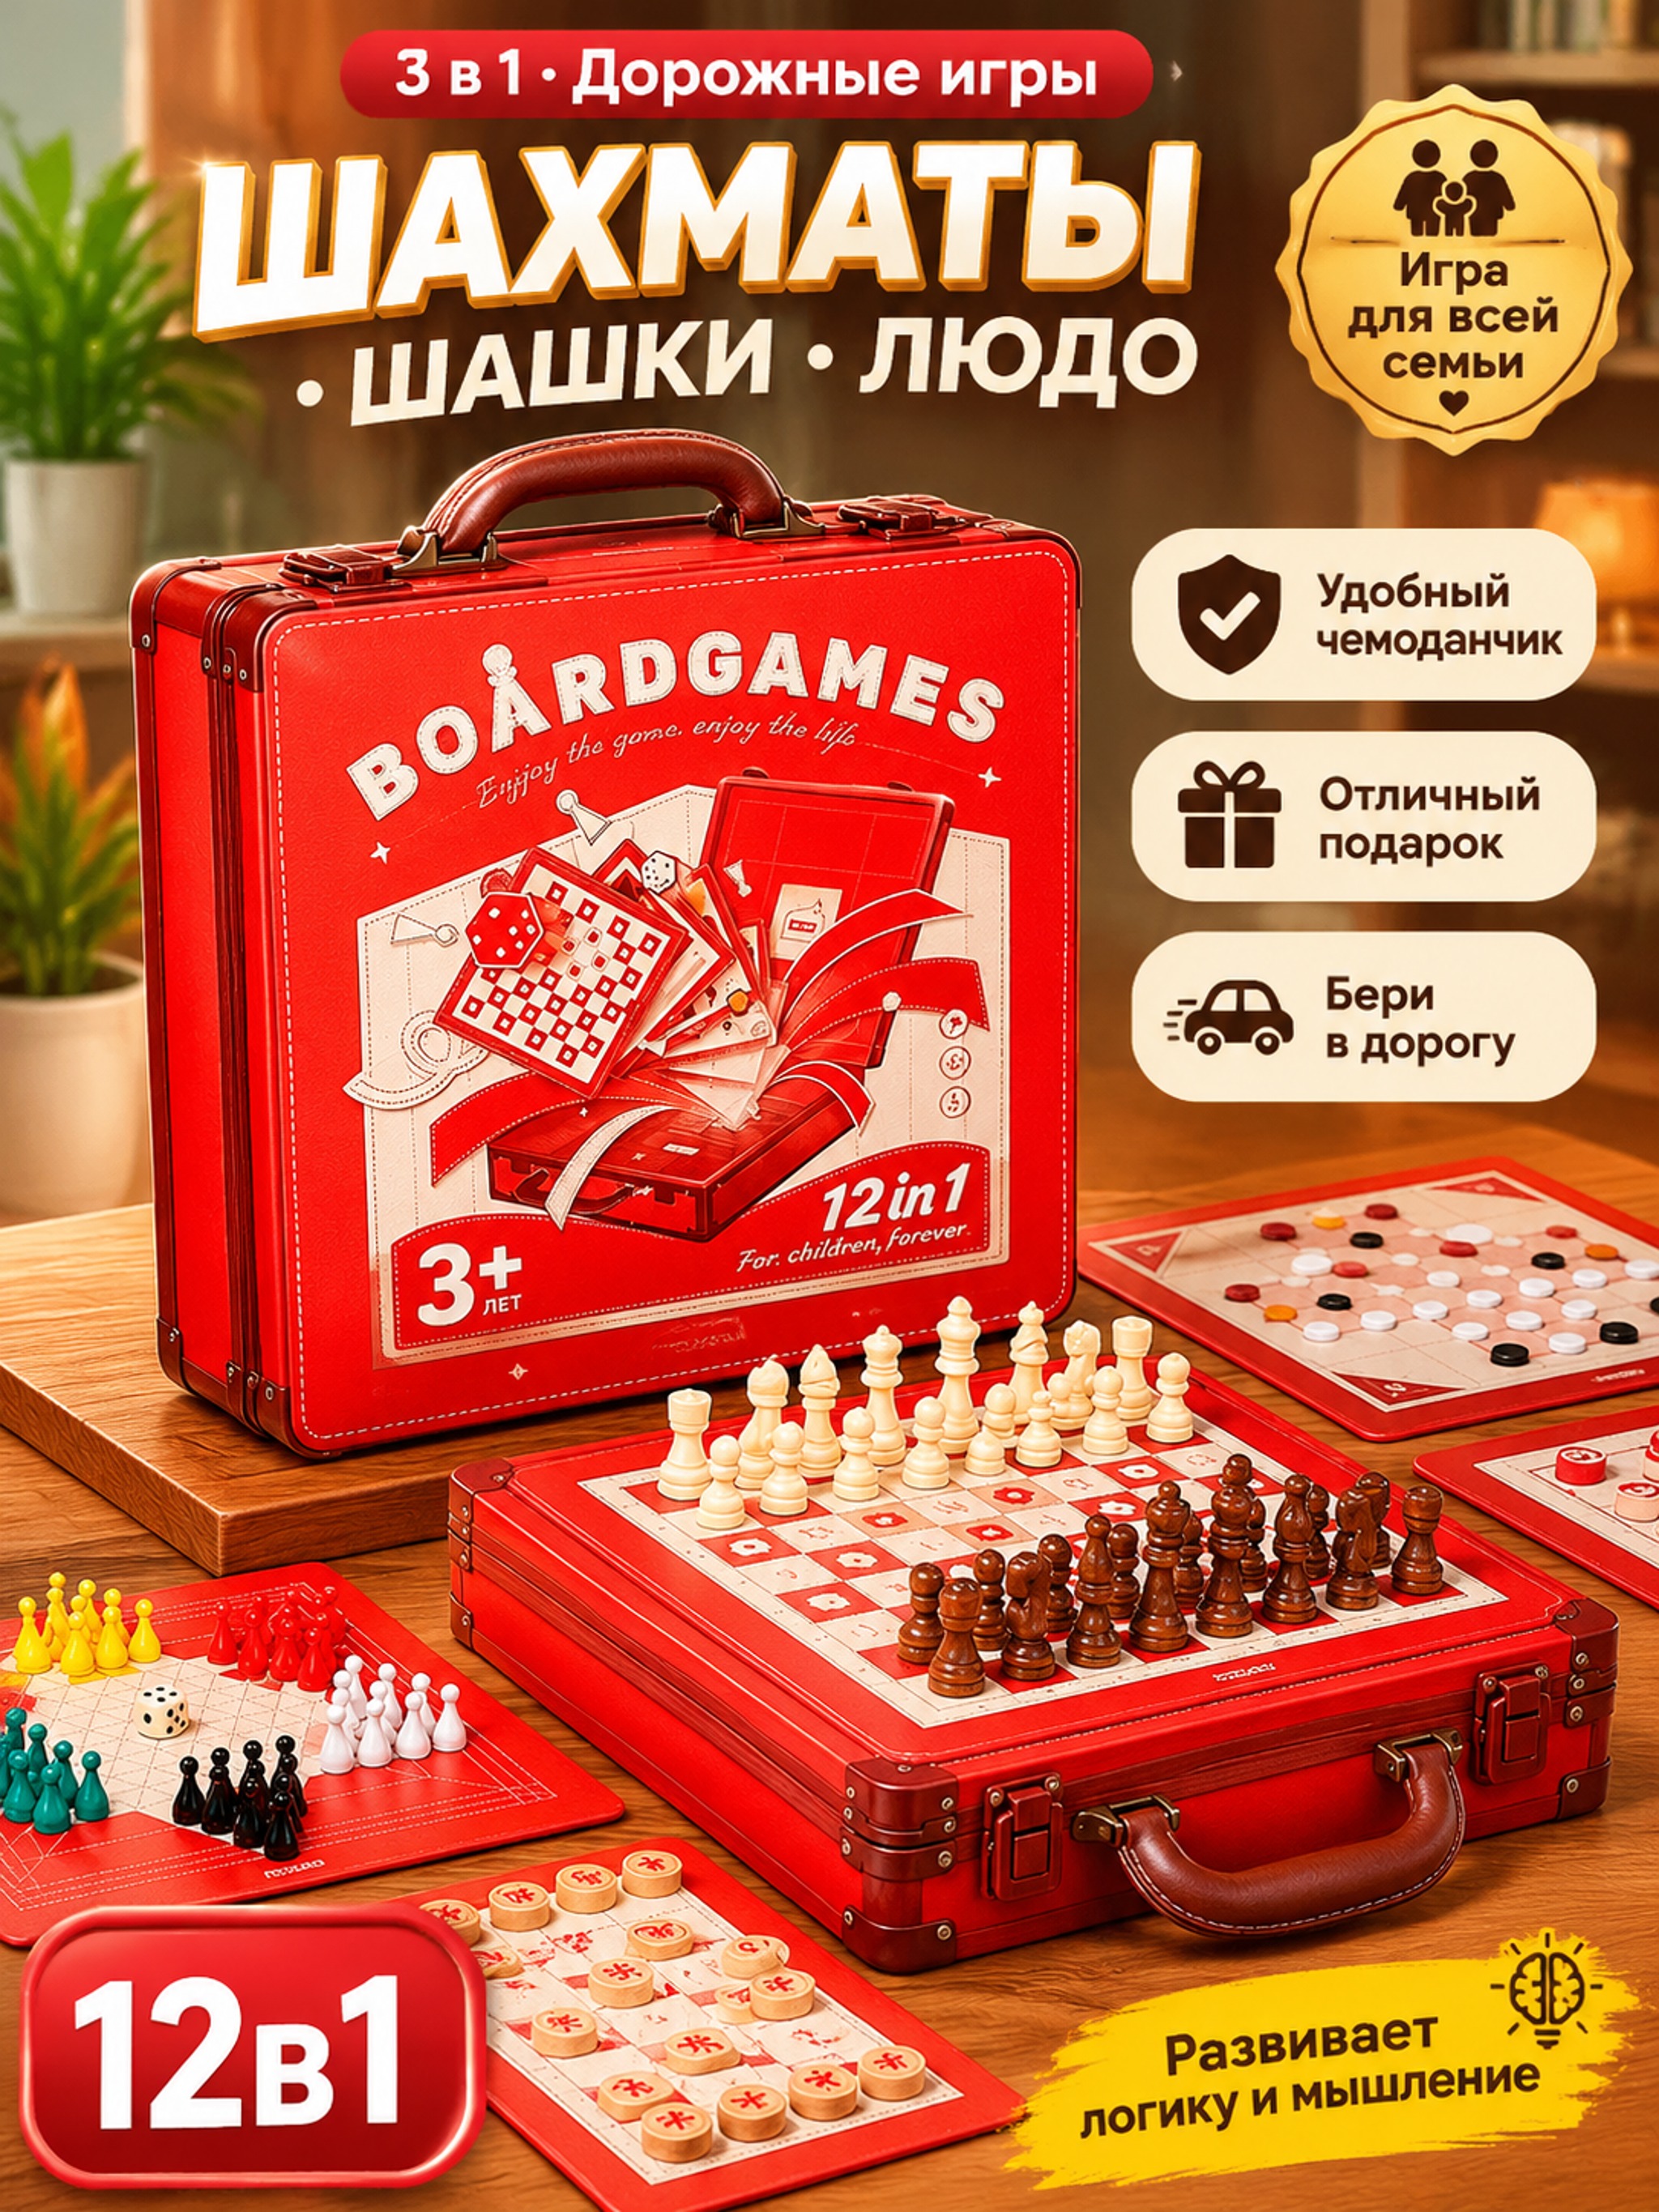 3 в 1 • Дорожные игры
ШАХМАТЫ
• ШАШКИ • ЛЮДО
Игра
для всей
семьи
Удобный
чемоданчик
Отличный
подарок
Бери
в дорогу
BOARDGAMES
Enjjoy the game. enjoy the life
12 in 1
For. children, forever.
3+
ЛЕТ
12в1
Развивает
логику и мышление